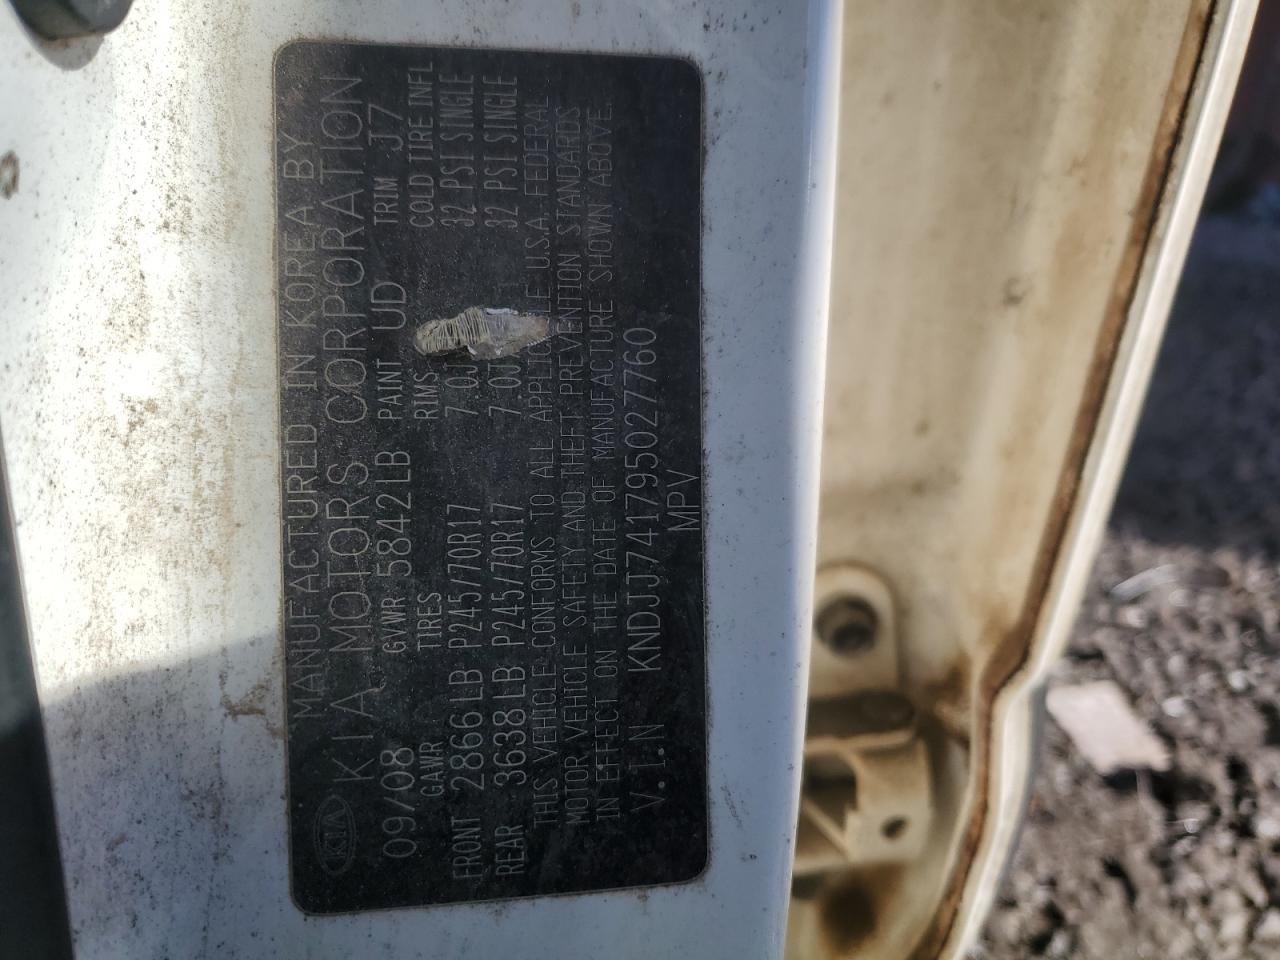 MANUFACTURED IN KOREA BY
KIA KIA MOTORS CORPORATION
09/08 GVWR 5842LB PAINT UD TRIM J7
GAWR TIRES RIMS COLD TIRE INFL
FRONT 2866LB P245/70R17 7.0J 32 PSI SINGLE
REAR 3638LB P245/70R17 7.0J 32 PSI SINGLE
THIS VEHICLE CONFORMS TO ALL APPLICABLE U.S.A. FEDERAL
MOTOR VEHICLE SAFETY AND THEFT PREVENTION STANDARDS
IN EFFECT ON THE DATE OF MANUFACTURE SHOWN ABOVE.
V.I.N KNDJJ741795027760
MPV